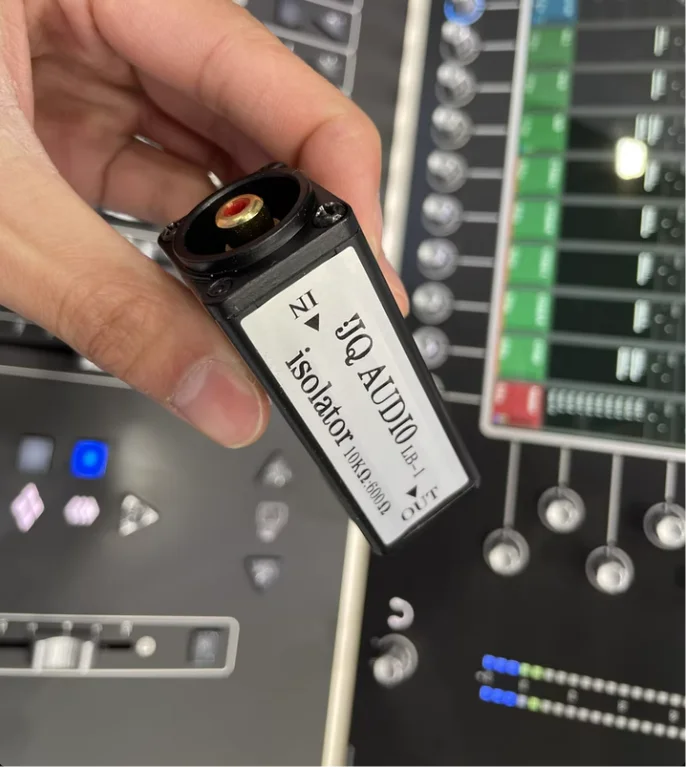 IN
JQ AUDIO LB-1
isolator 10KΩ:600Ω
OUT